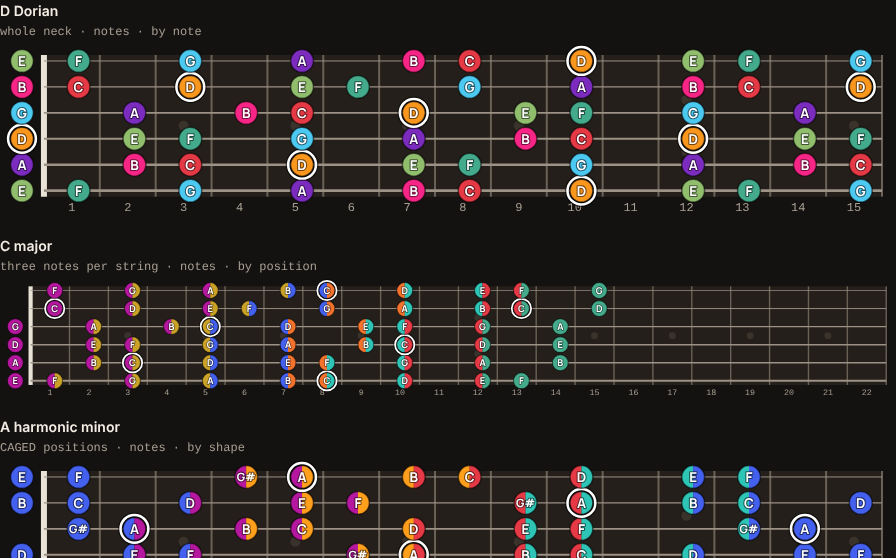 D Dorian
whole neck · notes · by note
E F G A B C D E F G
B C D E F G A B C D
G A B C D E F G A
D E F G A B C D E F
A B C D E F G A B C
E F G A B C D E F G
1 2 3 4 5 6 7 8 9 10 11 12 13 14 15
C major
three notes per string · notes · by position
F G A B C D E F G
C D E F G A B C D
G A B C D E F G A
D E F G A B C D E
A B C D E F G A B
E F G A B C D E F
1 2 3 4 5 6 7 8 9 10 11 12 13 14 15 16 17 18 19 20 21 22
A harmonic minor
CAGED positions · notes · by shape
E F G# A B C D E F
B C D E F G# A B C D
G# A B C D E F G# A
D E F G# A B C D E F